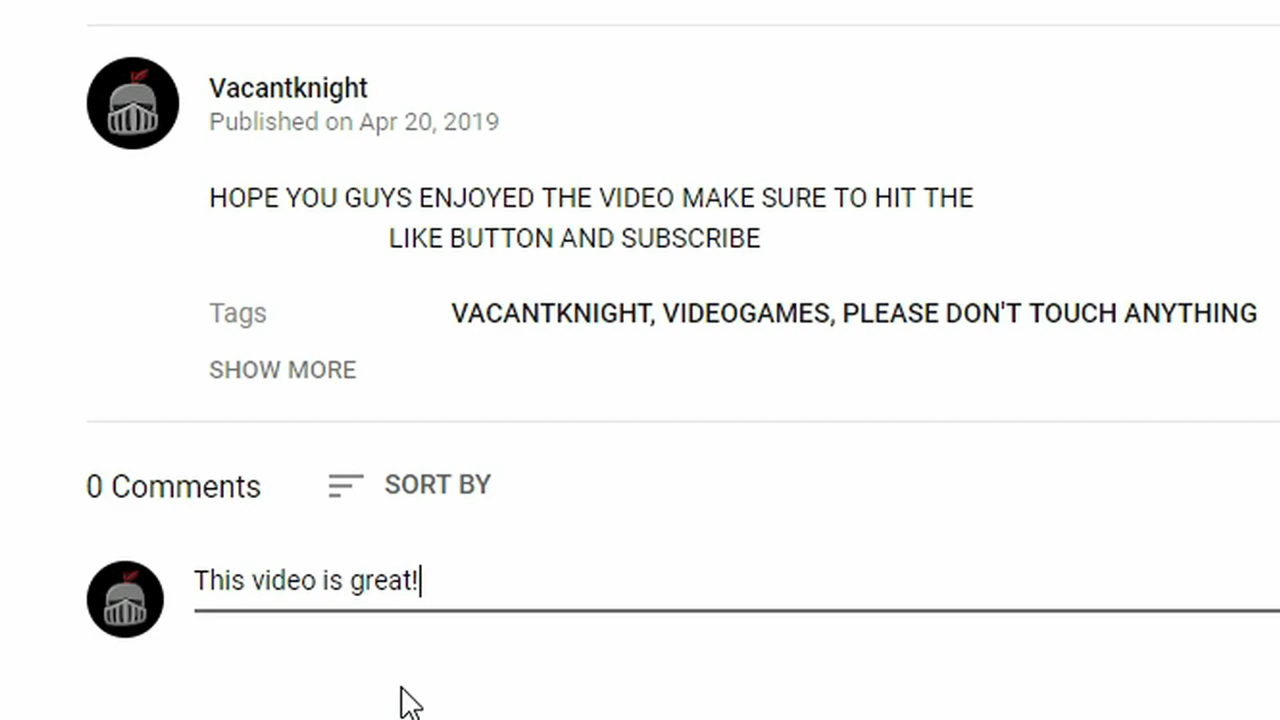 Vacantknight
Published on Apr 20, 2019
HOPE YOU GUYS ENJOYED THE VIDEO MAKE SURE TO HIT THE
LIKE BUTTON AND SUBSCRIBE
Tags VACANTKNIGHT, VIDEOGAMES, PLEASE DON'T TOUCH ANYTHING
SHOW MORE
0 Comments SORT BY
This video is great!